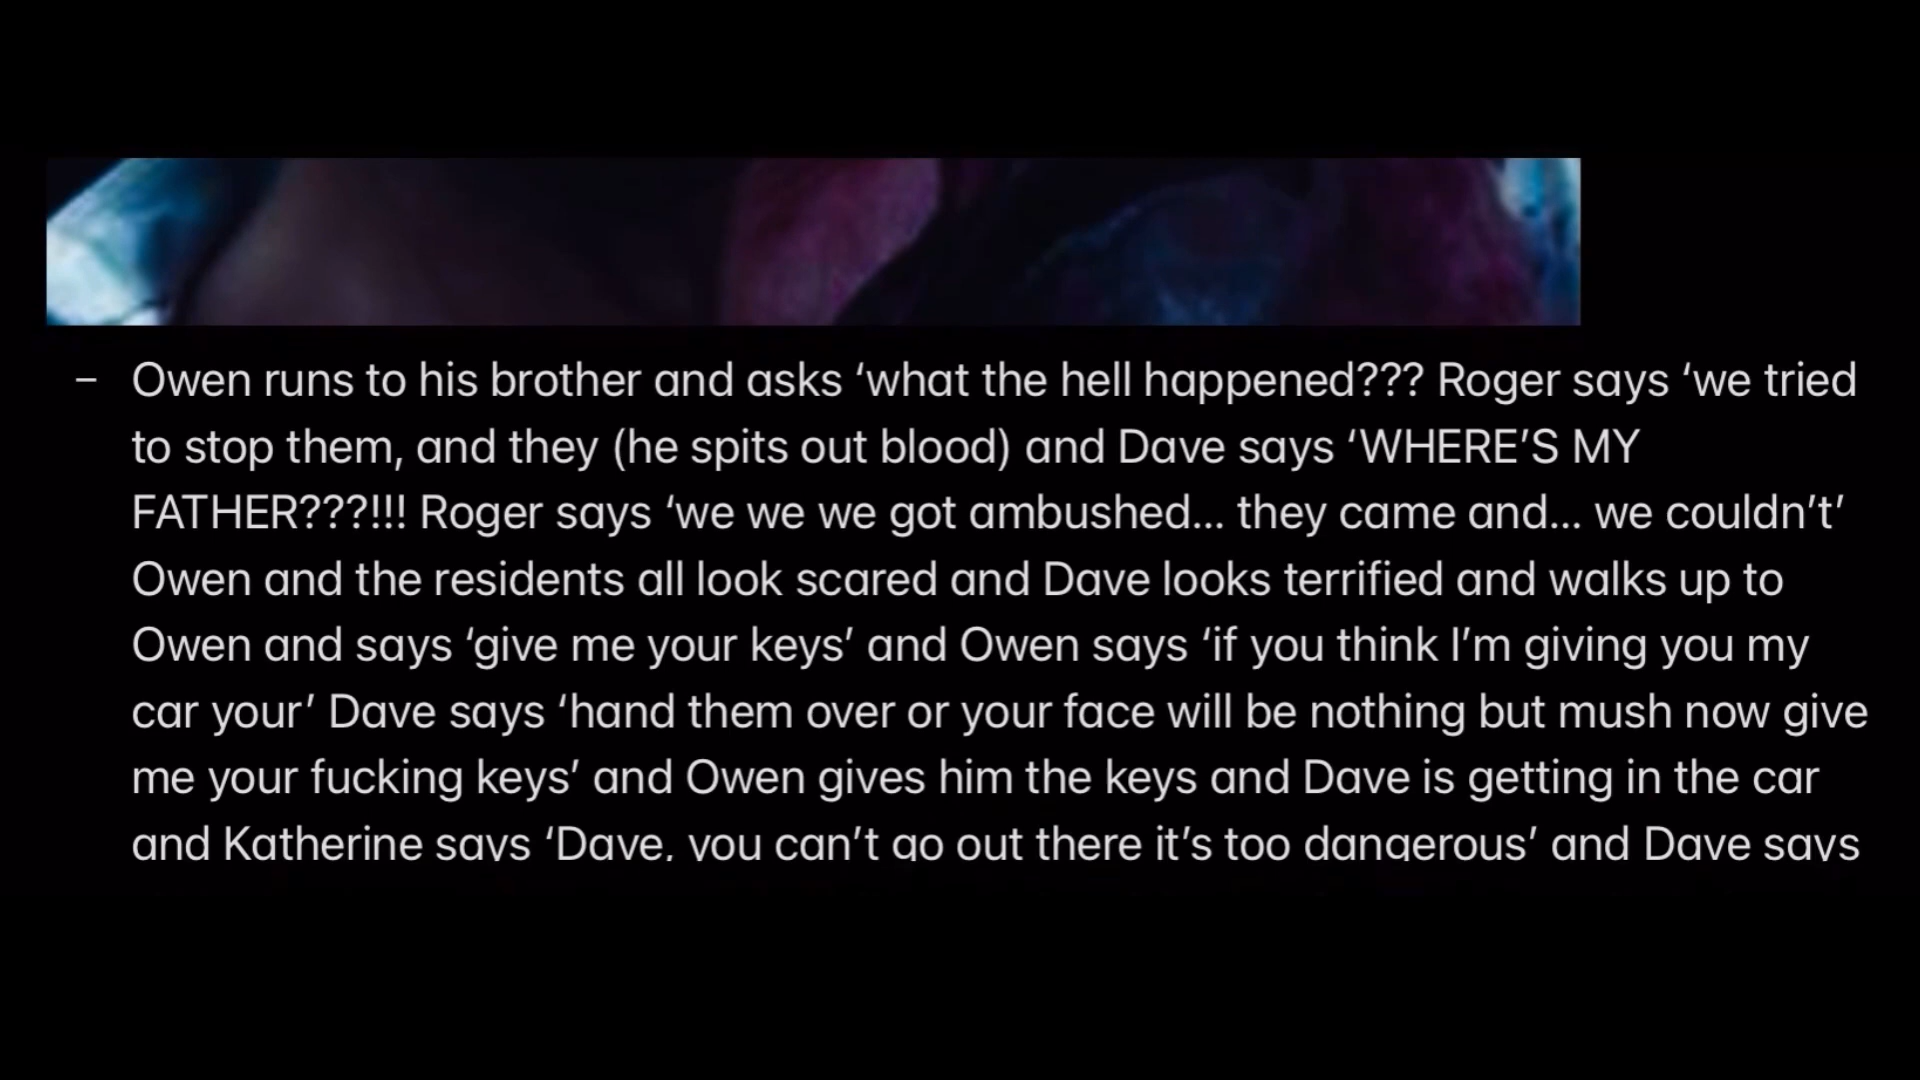 – Owen runs to his brother and asks ‘what the hell happened??? Roger says ‘we tried
to stop them, and they (he spits out blood) and Dave says ‘WHERE’S MY
FATHER???!!! Roger says ‘we we we got ambushed... they came and... we couldn’t’
Owen and the residents all look scared and Dave looks terrified and walks up to
Owen and says ‘give me your keys’ and Owen says ‘if you think I’m giving you my
car your’ Dave says ‘hand them over or your face will be nothing but mush now give
me your fucking keys’ and Owen gives him the keys and Dave is getting in the car
and Katherine says ‘Dave, you can’t go out there it’s too dangerous’ and Dave says